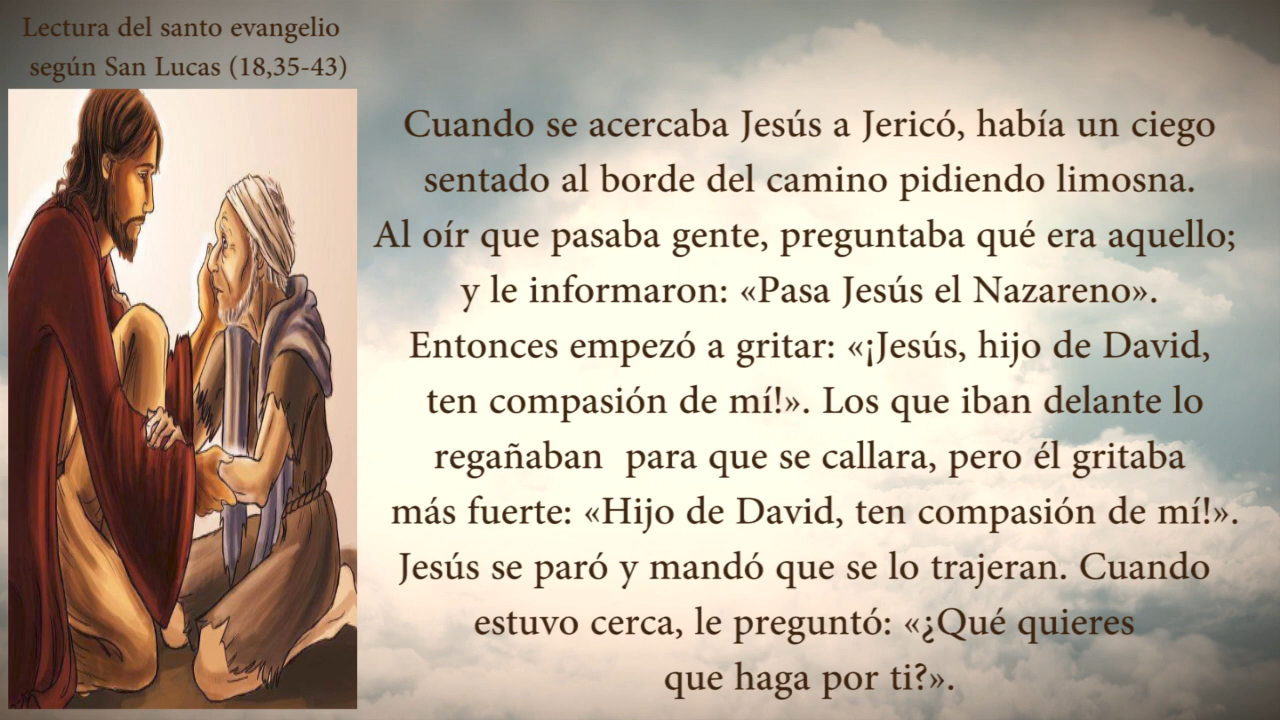 Lectura del santo evangelio
según San Lucas (18,35-43)
Cuando se acercaba Jesús a Jericó, había un ciego
sentado al borde del camino pidiendo limosna.
Al oír que pasaba gente, preguntaba qué era aquello;
y le informaron: «Pasa Jesús el Nazareno».
Entonces empezó a gritar: «¡Jesús, hijo de David,
ten compasión de mí!». Los que iban delante lo
regañaban para que se callara, pero él gritaba
más fuerte: «Hijo de David, ten compasión de mí!».
Jesús se paró y mandó que se lo trajeran. Cuando
estuvo cerca, le preguntó: «¿Qué quieres
que haga por ti?».